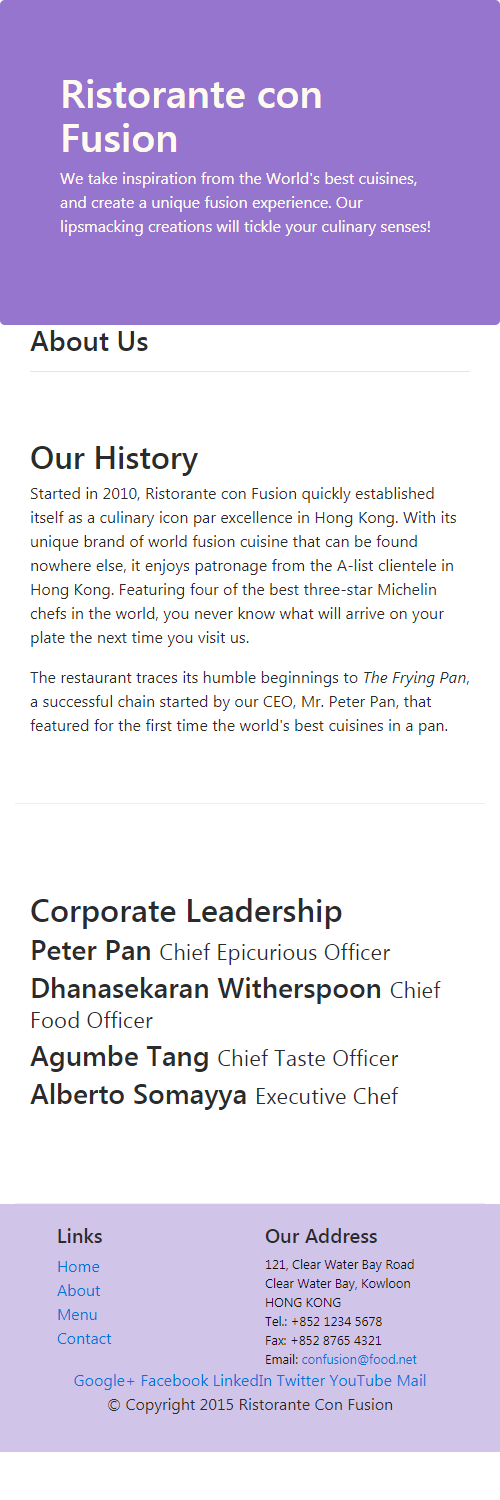 Ristorante con
Fusion
We take inspiration from the World's best cuisines,
and create a unique fusion experience. Our
lipsmacking creations will tickle your culinary senses!
About Us
Our History
Started in 2010, Ristorante con Fusion quickly established
itself as a culinary icon par excellence in Hong Kong. With its
unique brand of world fusion cuisine that can be found
nowhere else, it enjoys patronage from the A-list clientele in
Hong Kong. Featuring four of the best three-star Michelin
chefs in the world, you never know what will arrive on your
plate the next time you visit us.
The restaurant traces its humble beginnings to The Frying Pan,
a successful chain started by our CEO, Mr. Peter Pan, that
featured for the first time the world's best cuisines in a pan.
Corporate Leadership
Peter Pan Chief Epicurious Officer
Dhanasekaran Witherspoon Chief
Food Officer
Agumbe Tang Chief Taste Officer
Alberto Somayya Executive Chef
Links
Home
About
Menu
Contact
Our Address
121, Clear Water Bay Road
Clear Water Bay, Kowloon
HONG KONG
Tel.: +852 1234 5678
Fax: +852 8765 4321
Email: confusion@food.net
Google+ Facebook LinkedIn Twitter YouTube Mail
© Copyright 2015 Ristorante Con Fusion